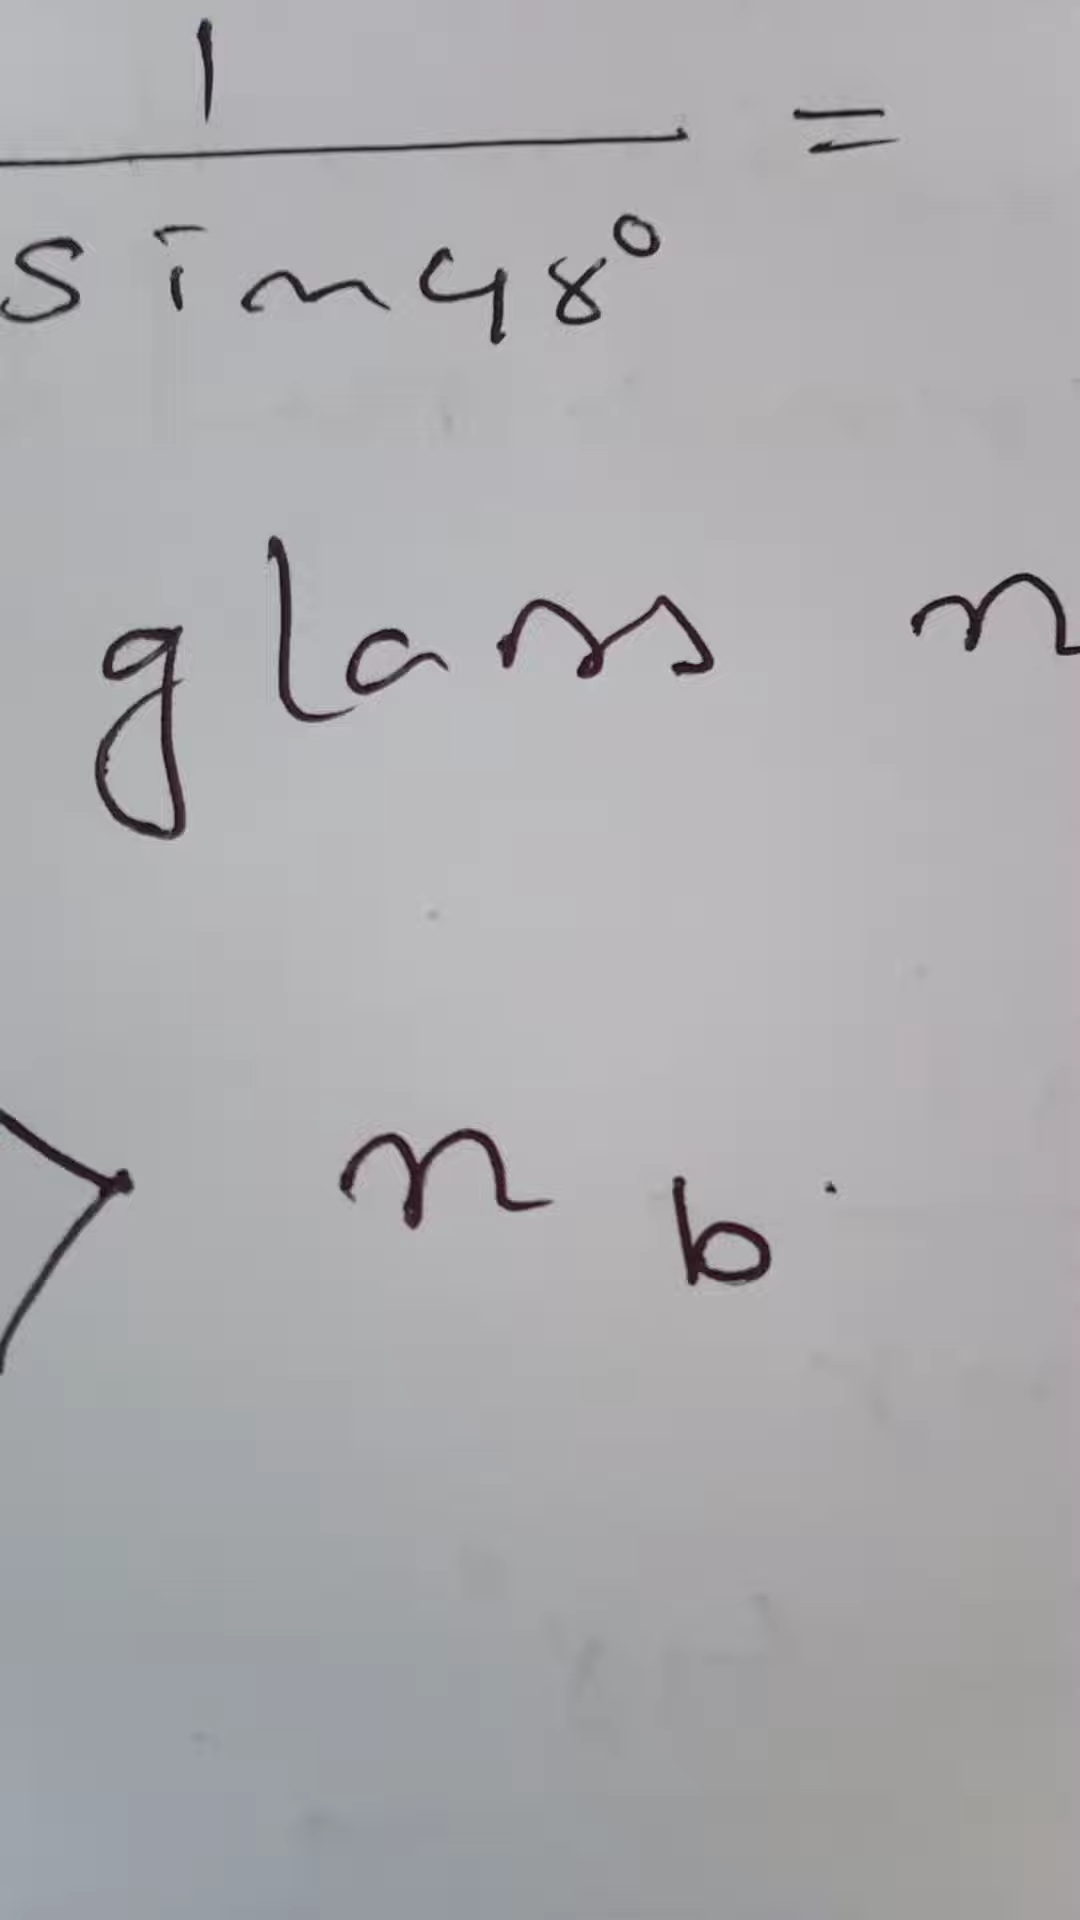 1
=
sin48°
glass n
> n b